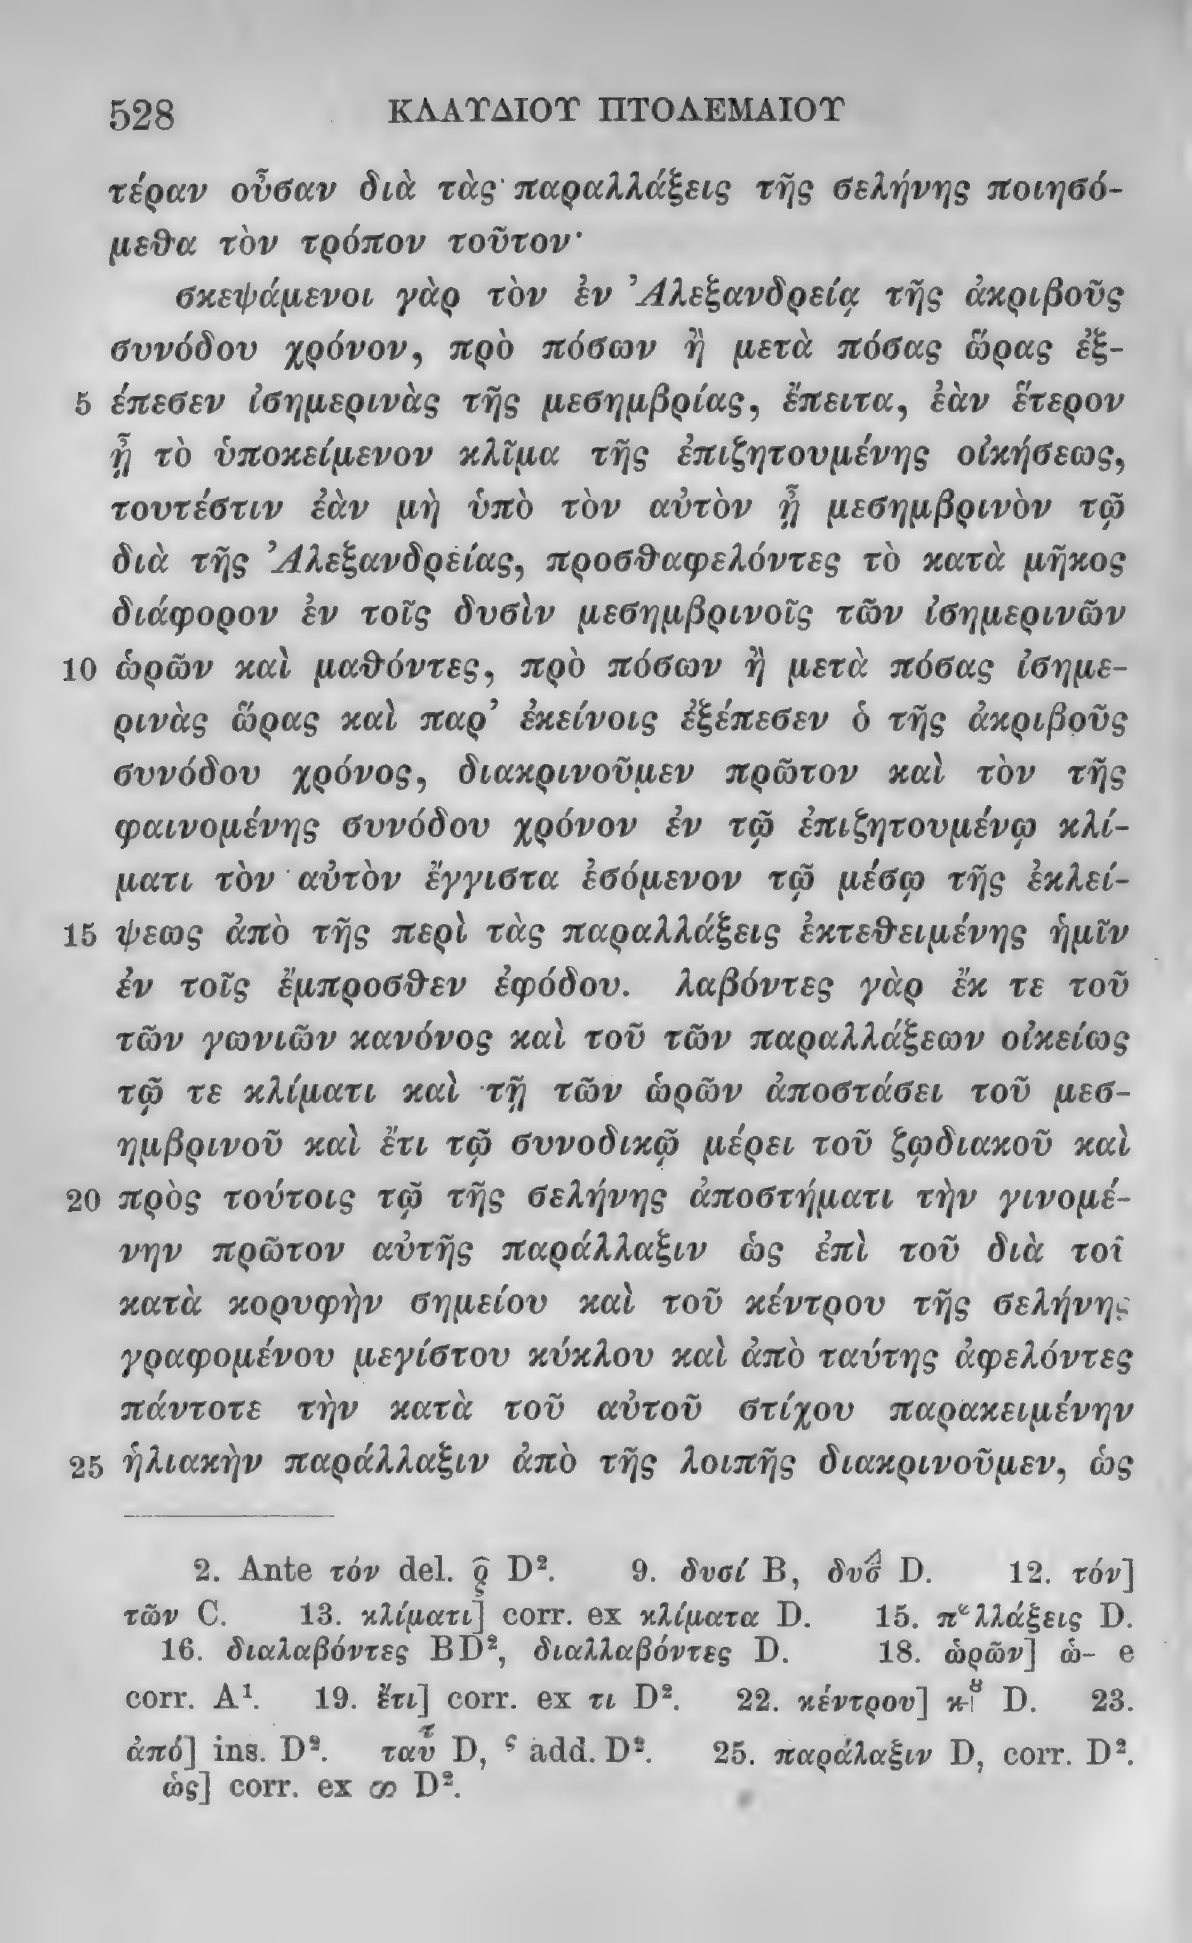 528 ΚΛΑΥΔΙΟΥ ΠΤΟΛΕΜΑΙΟΥ
τέραν οὖσαν διὰ τὰς παραλλάξεις τῆς σελήνης ποιησό-
μεθα τὸν τρόπον τοῦτον·
σκεψάμενοι γὰρ τὸν ἐν Ἀλεξανδρείᾳ τῆς ἀκριβοῦς
συνόδου χρόνον, πρὸ πόσων ἢ μετὰ πόσας ὥρας ἐξ-
5 έπεσεν ἰσημερινὰς τῆς μεσημβρίας, ἔπειτα, ἐὰν ἕτερον
ᾖ τὸ ὑποκείμενον κλῖμα τῆς ἐπιζητουμένης οἰκήσεως,
τουτέστιν ἐὰν μὴ ὑπὸ τὸν αὐτὸν ᾖ μεσημβρινὸν τῷ
διὰ τῆς Ἀλεξανδρείας, προσθαφελόντες τὸ κατὰ μῆκος
διάφορον ἐν τοῖς δυσὶν μεσημβρινοῖς τῶν ἰσημερινῶν
10 ὡρῶν καὶ μαθόντες, πρὸ πόσων ἢ μετὰ πόσας ἰσημε-
ρινὰς ὥρας καὶ παρ’ ἐκείνοις ἐξέπεσεν ὁ τῆς ἀκριβοῦς
συνόδου χρόνος, διακρινοῦμεν πρῶτον καὶ τὸν τῆς
φαινομένης συνόδου χρόνον ἐν τῷ ἐπιζητουμένῳ κλί-
ματι τὸν αὐτὸν ἔγγιστα ἐσόμενον τῷ μέσῳ τῆς ἐκλεί-
15 ψεως ἀπὸ τῆς περὶ τὰς παραλλάξεις ἐκτεθειμένης ἡμῖν
ἐν τοῖς ἔμπροσθεν ἐφόδου. λαβόντες γὰρ ἔκ τε τοῦ
τῶν γωνιῶν κανόνος καὶ τοῦ τῶν παραλλάξεων οἰκείως
τῷ τε κλίματι καὶ τῇ τῶν ὡρῶν ἀποστάσει τοῦ μεσ-
ημβρινοῦ καὶ ἔτι τῷ συνοδικῷ μέρει τοῦ ζῳδιακοῦ καὶ
20 πρὸς τούτοις τῷ τῆς σελήνης ἀποστήματι τὴν γινομέ-
νην πρῶτον αὐτῆς παράλλαξιν ὡς ἐπὶ τοῦ διὰ τοῦ
κατὰ κορυφὴν σημείου καὶ τοῦ κέντρου τῆς σελήνης
γραφομένου μεγίστου κύκλου καὶ ἀπὸ ταύτης ἀφελόντες
πάντοτε τὴν κατὰ τοῦ αὐτοῦ στίχου παρακειμένην
25 ἡλιακὴν παράλλαξιν ἀπὸ τῆς λοιπῆς διακρινοῦμεν, ὡς
2. Ante τόν del. D². 9. δυσί B, D. 12. τόν]
τῶν C. 13. κλίματι] corr. ex κλίματα D. 15. D.
16. διαλαβόντες BD², διαλλαβόντες D. 18. ὡρῶν] ὡ- e
corr. A¹. 19. ἔτι] corr. ex τι D². 22. κέντρου] D. 23.
ἀπό] ins. D². D, ς add. D². 25. παράλαξιν D, corr. D².
ὡς] corr. ex D².